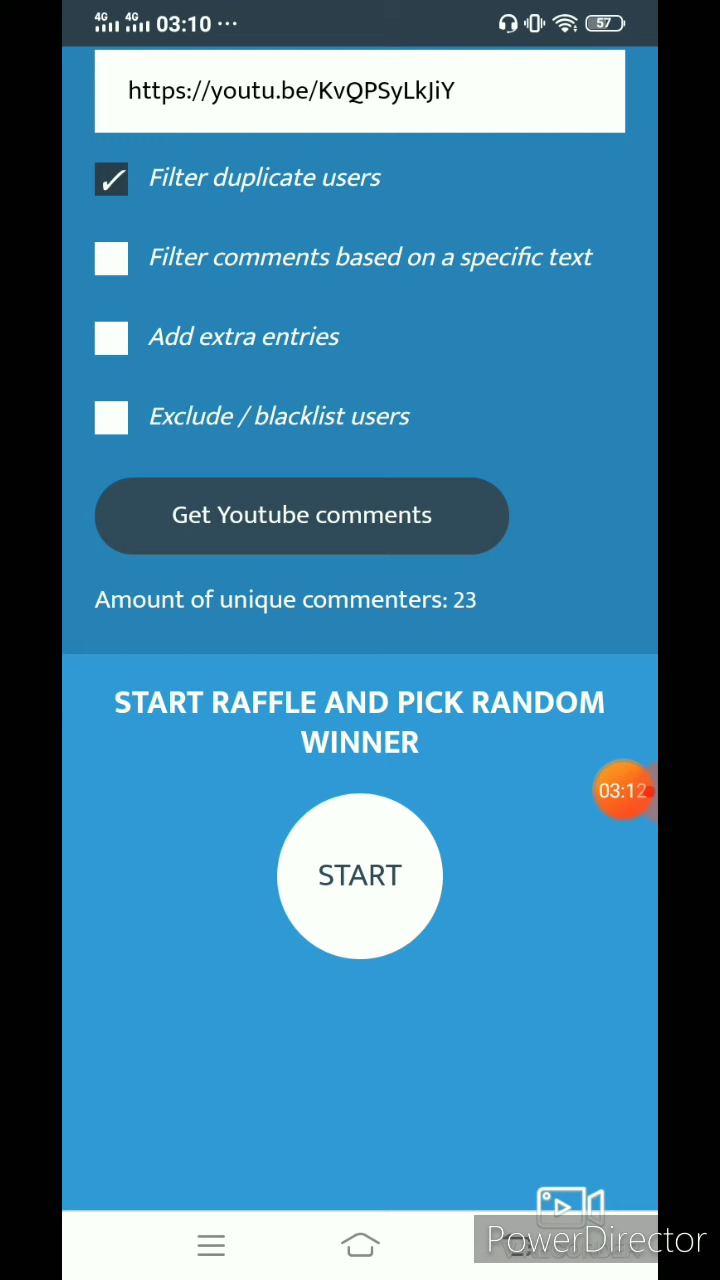 4G 4G 03:10 ... 57
https://youtu.be/KvQPSyLkJiY
✓ Filter duplicate users
Filter comments based on a specific text
Add extra entries
Exclude / blacklist users
Get Youtube comments
Amount of unique commenters: 23
START RAFFLE AND PICK RANDOM
WINNER
03:12
START
PowerDirector